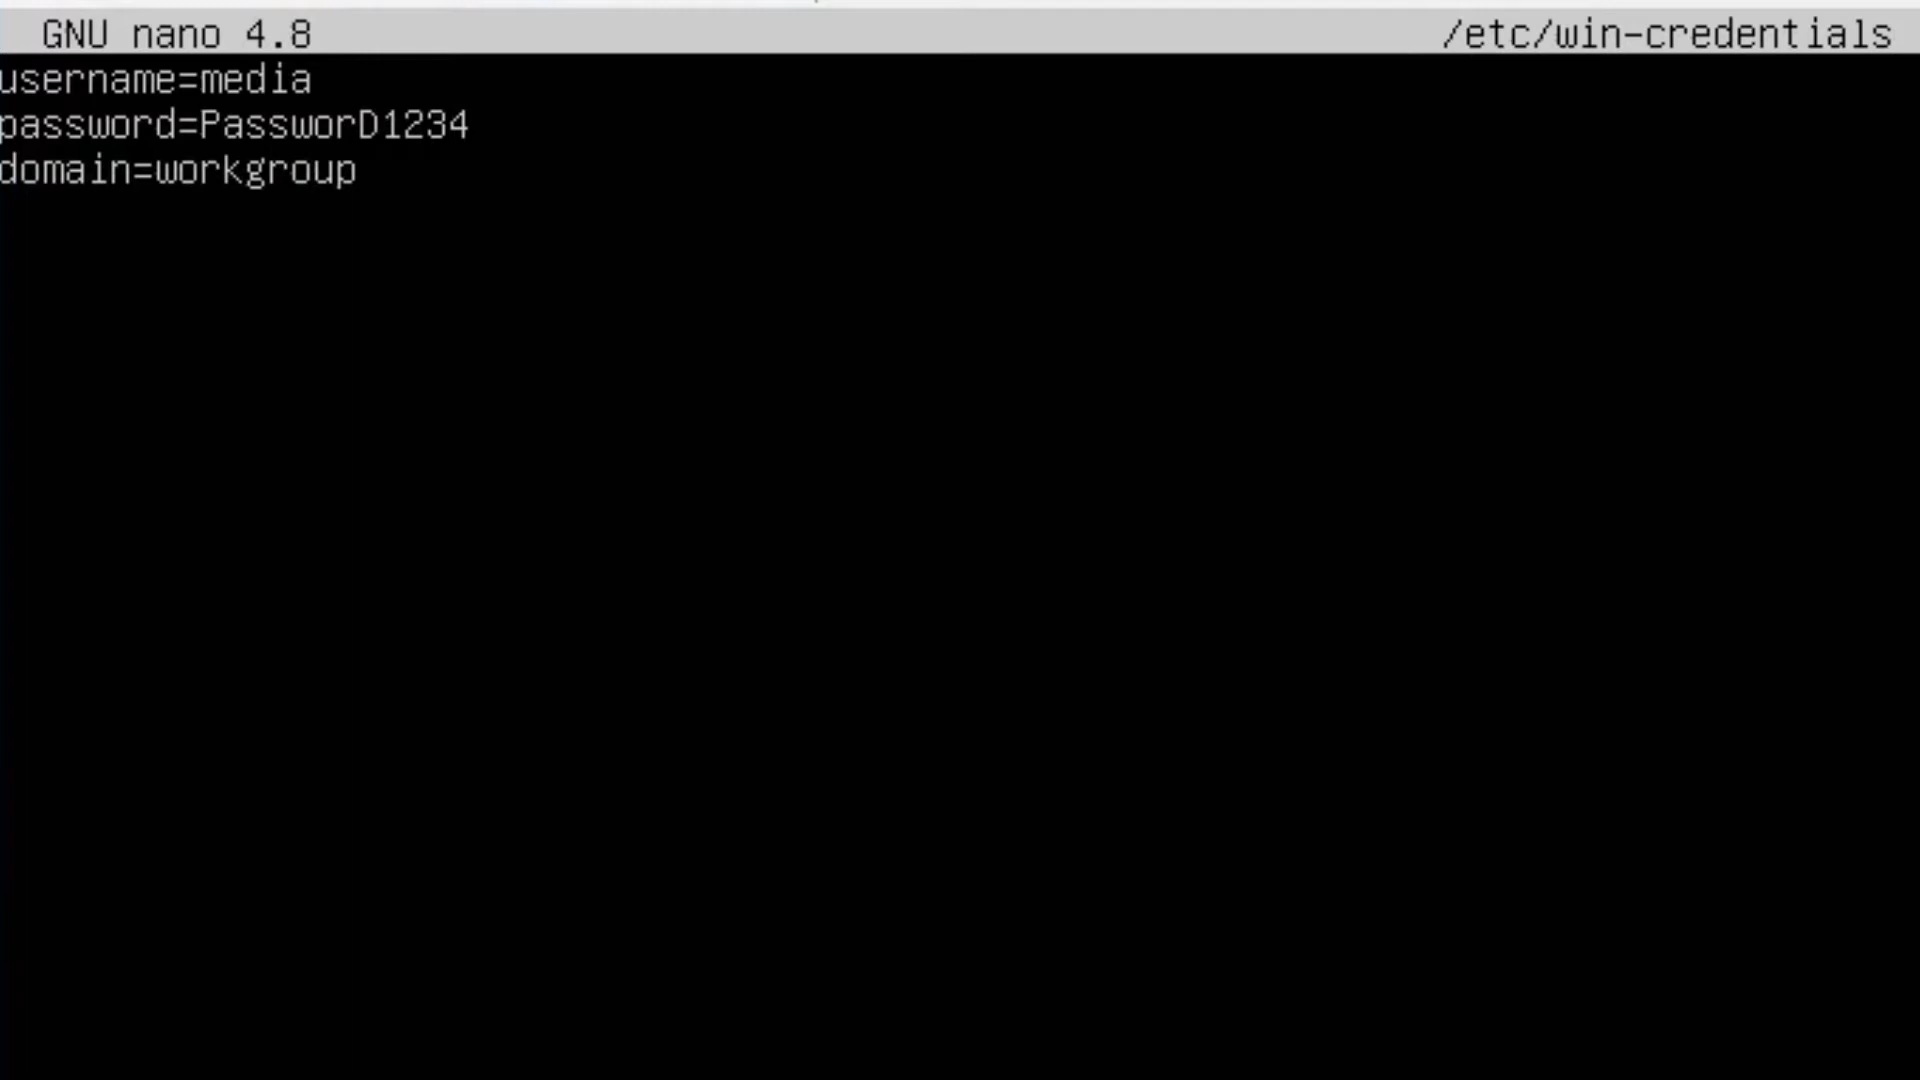 GNU nano 4.8 /etc/win-credentials
username=media
password=PassworD1234
domain=workgroup